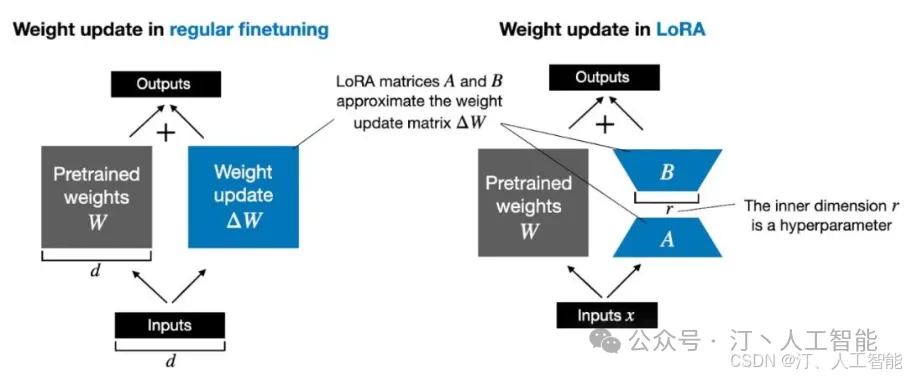 Weight update in regular finetuning
Outputs
+
Pretrained
weights
W
Weight
update
ΔW
d
Inputs
d
LoRA matrices A and B
approximate the weight
update matrix ΔW
Weight update in LoRA
Outputs
+
Pretrained
weights
W
B
r
A
The inner dimension r
is a hyperparameter
Inputs x
公众号 · 汀丶人工智能
CSDN @汀、人工智能